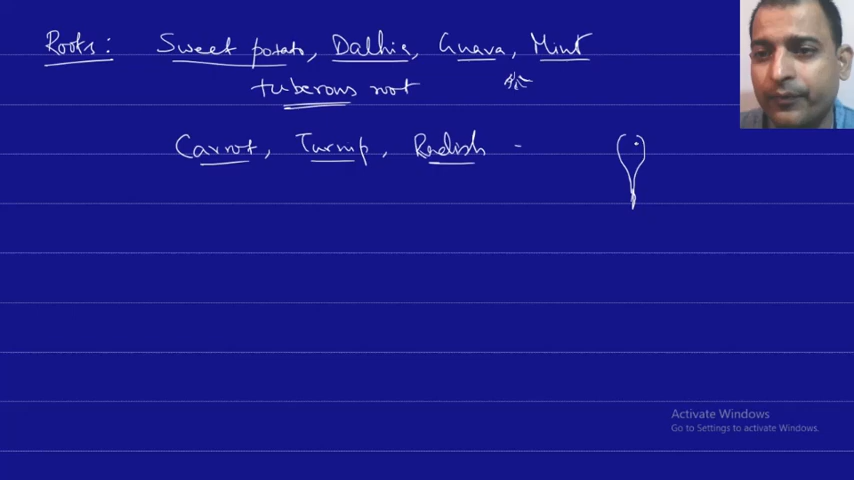 Roots: Sweet potato, Dalhia, Guava, Mint
tuberous root
Carrot, Turnip, Radish -
Activate Windows
Go to Settings to activate Windows.